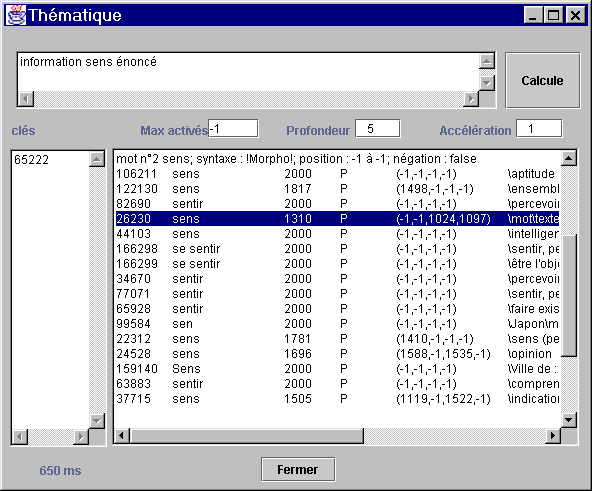 Thématique
information sens énoncé
Calcule
clés Max activés -1 Profondeur 5 Accélération 1
65222
mot n°2 sens; syntaxe : !Morpho!; position : -1 à -1; négation : false
106211 sens 2000 P (-1,-1,-1,-1) \aptitude
122130 sens 1817 P (1498,-1,-1,-1) \ensembl
82690 sentir 2000 P (-1,-1,-1,-1) \percevoi
26230 sens 1310 P (-1,-1,1024,1097) \mot\texte
44103 sens 2000 P (-1,-1,-1,-1) \intelligen
166298 se sentir 2000 P (-1,-1,-1,-1) \sentir, pe
166299 se sentir 2000 P (-1,-1,-1,-1) \être l'obje
34670 sentir 2000 P (-1,-1,-1,-1) \percevoi
77071 sentir 2000 P (-1,-1,-1,-1) \sentir, pe
65928 sentir 2000 P (-1,-1,-1,-1) \faire exis
99584 sen 2000 P (-1,-1,-1,-1) \Japon\m
22312 sens 1781 P (1410,-1,-1,-1) \sens (pe
24528 sens 1696 P (1588,-1,1535,-1) \opinion
159140 Sens 2000 P (-1,-1,-1,-1) \Ville de :
63883 sentir 2000 P (-1,-1,-1,-1) \compren
37715 sens 1505 P (1119,-1,1522,-1) \indication
650 ms
Fermer